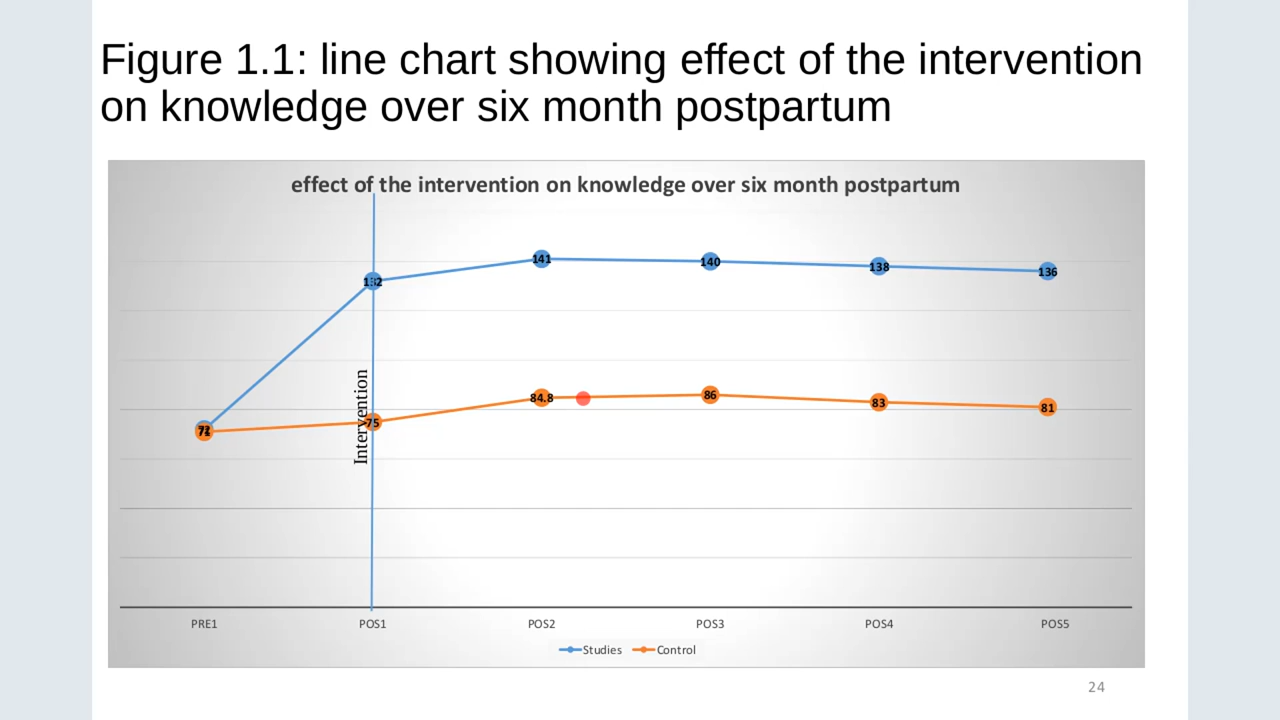 Figure 1.1: line chart showing effect of the intervention
on knowledge over six month postpartum
effect of the intervention on knowledge over six month postpartum
141
140
138
136
132
Intervention
84.8
86
83
81
75
PRE1 POS1 POS2 POS3 POS4 POS5
Studies Control
24